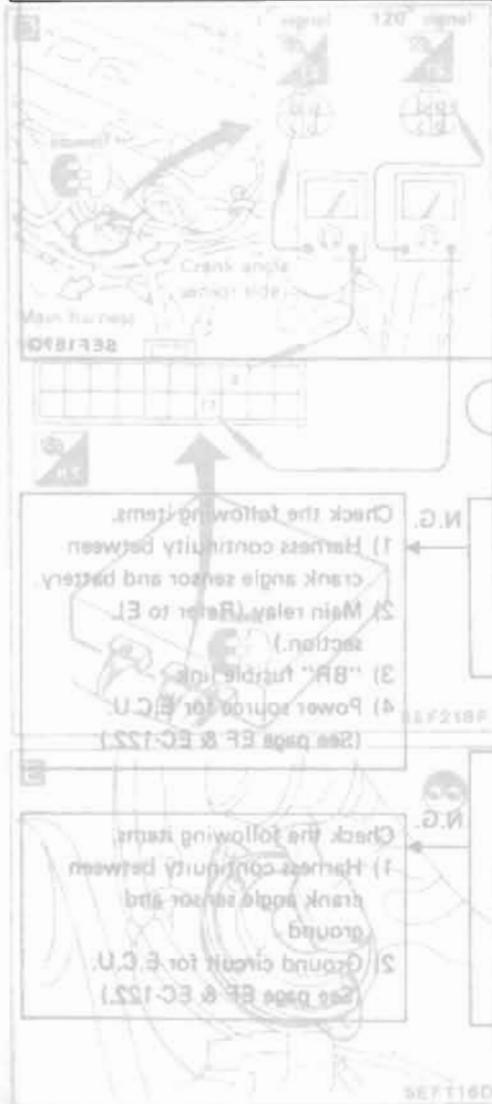 signal
120° signal
Crank angle
sensor side
Main harness
SEF187Q
8
17
H.S.
N.G.
Check the following items.
1) Harness continuity between
crank angle sensor and battery.
2) Main relay (Refer to EL
section.)
3) "BR" fusible link
4) Power source for E.C.U.
(See page EF & EC-122.)
SEF218F
N.G.
Check the following items.
1) Harness continuity between
crank angle sensor and
ground
2) Ground circuit for E.C.U.
(See page EF & EC-122.)
SEF116D